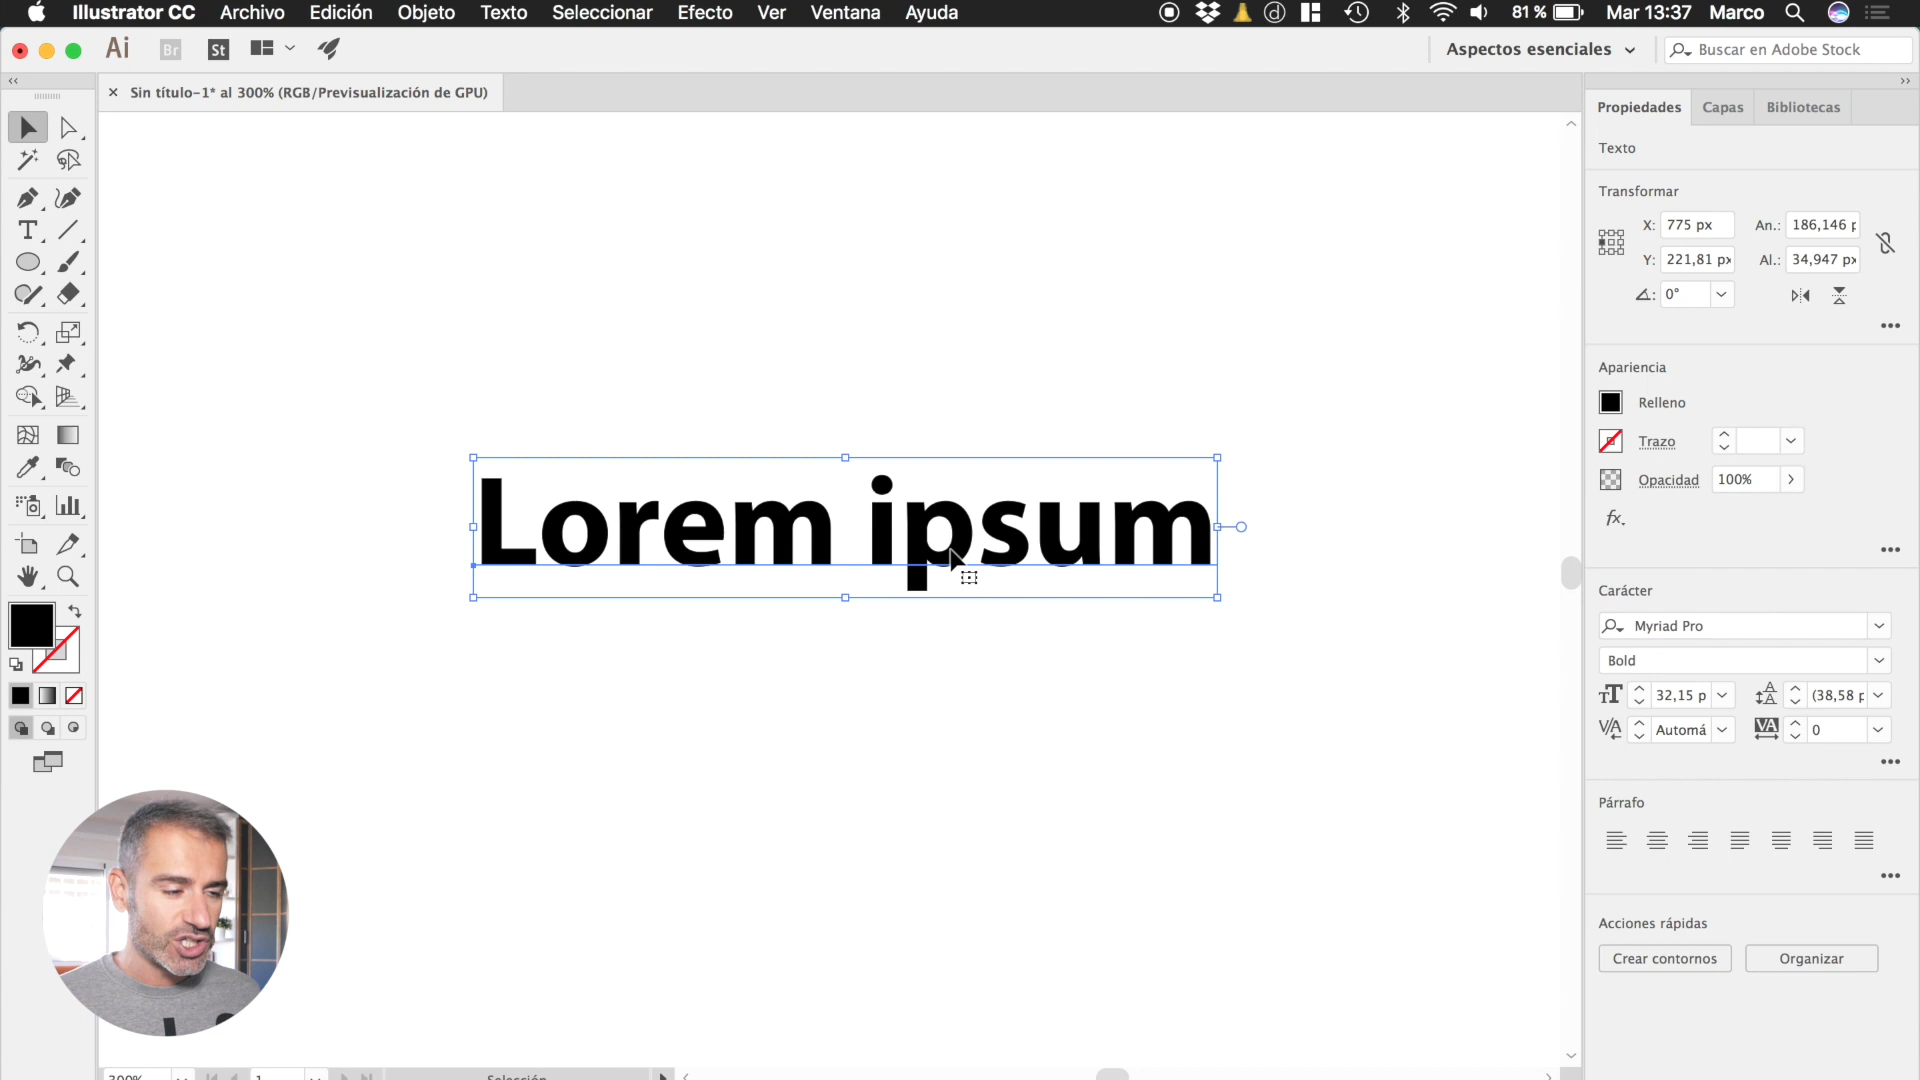 Illustrator CC Archivo Edición Objeto Texto Seleccionar Efecto Ver Ventana Ayuda 81 % Mar 13:37 Marco
Ai Br St Aspectos esenciales Buscar en Adobe Stock
Sin título-1* al 300% (RGB/Previsualización de GPU)
Propiedades Capas Bibliotecas
Texto
Transformar
X: 775 px An.: 186,146 p
Y: 221,81 px Al.: 34,947 px
0°
Apariencia
Relleno
Trazo
Opacidad 100%
fx.
Lorem ipsum
Carácter
Myriad Pro
Bold
32,15 p (38,58 p
Automá 0
Párrafo
Acciones rápidas
Crear contornos Organizar
300% 1 Selección